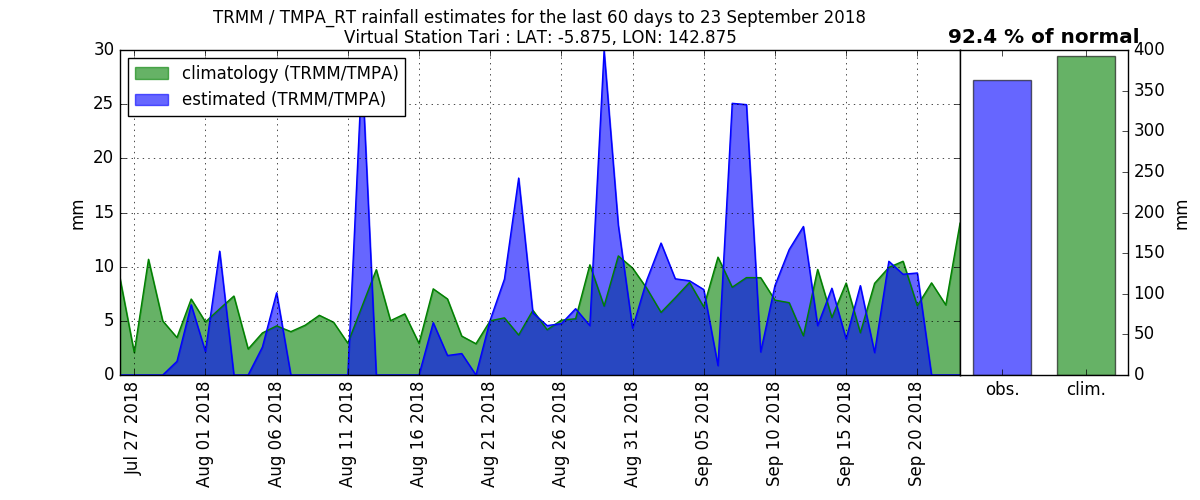 TRMM / TMPA_RT rainfall estimates for the last 60 days to 23 September 2018
Virtual Station Tari : LAT: -5.875, LON: 142.875
92.4 % of normal
climatology (TRMM/TMPA)
estimated (TRMM/TMPA)
30
25
20
15
10
5
0
mm
Jul 27 2018
Aug 01 2018
Aug 06 2018
Aug 11 2018
Aug 16 2018
Aug 21 2018
Aug 26 2018
Aug 31 2018
Sep 05 2018
Sep 10 2018
Sep 15 2018
Sep 20 2018
obs.
clim.
400
350
300
250
200
150
100
50
0
mm